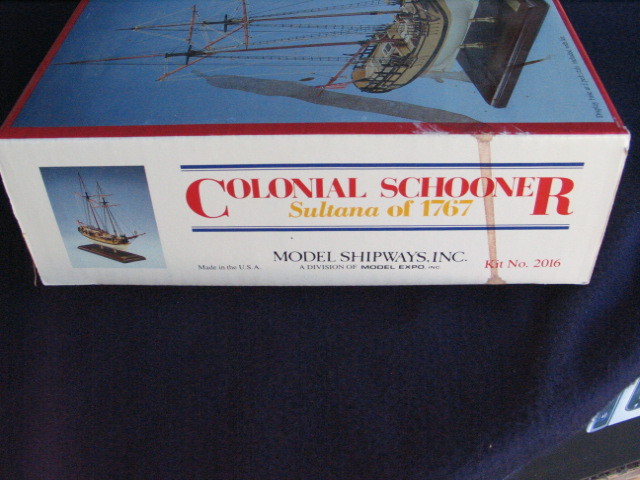 COLONIAL SCHOONER
Sultana of 1767
MODEL SHIPWAYS, INC.
A DIVISION OF MODEL EXPO, INC.
Made in the U.S.A.
Kit No. 2016